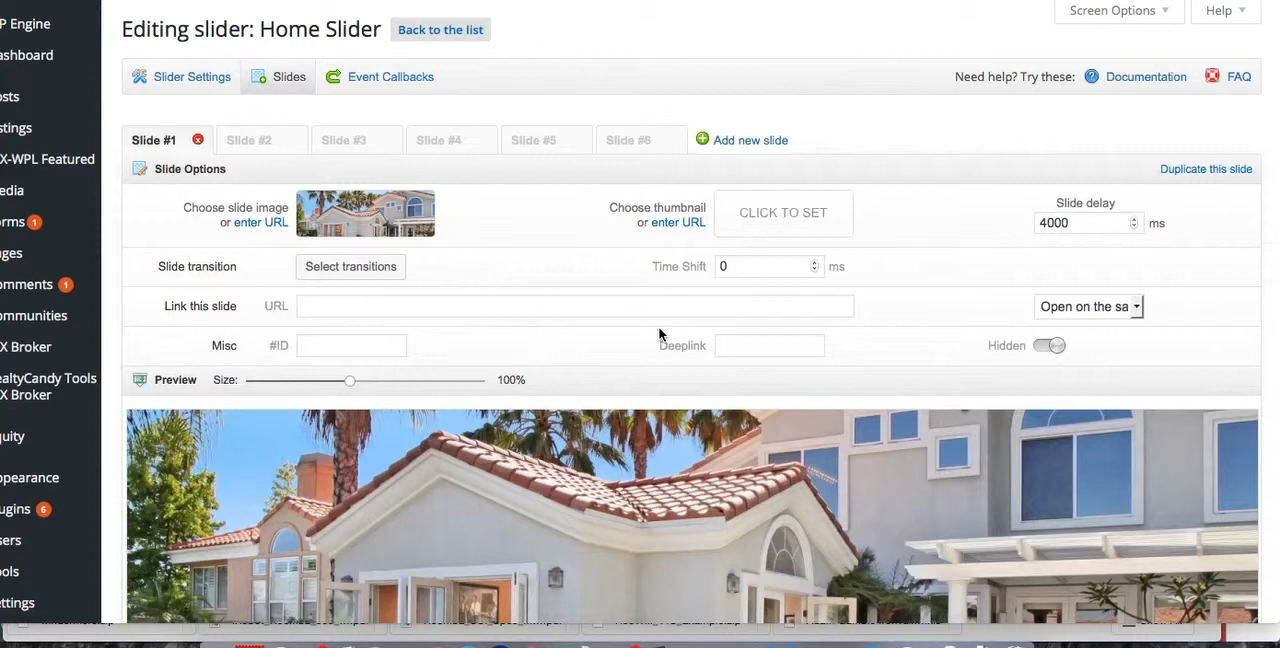 Screen Options Help
P Engine
Editing slider: Home Slider Back to the list
ashboard
Slider Settings Slides Event Callbacks Need help? Try these: Documentation FAQ
osts
stings
Slide #1 Slide #2 Slide #3 Slide #4 Slide #5 Slide #6 Add new slide
X-WPL Featured
Slide Options Duplicate this slide
edia
Choose slide image
or enter URL
Choose thumbnail
or enter URL
CLICK TO SET
Slide delay
4000 ms
orms 1
ges
Slide transition Select transitions Time Shift 0 ms
omments 1
Link this slide URL Open on the sa
ommunities
Misc #ID Deeplink Hidden
X Broker
ealtyCandy Tools
X Broker
Preview Size: 100%
quity
ppearance
ugins 6
sers
ols
ettings